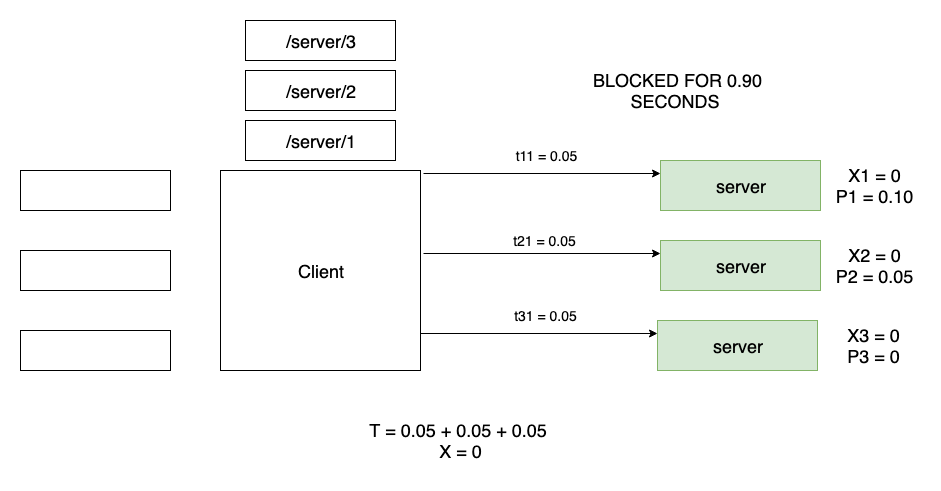 /server/3
/server/2
BLOCKED FOR 0.90
SECONDS
/server/1
t11 = 0.05
server
X1 = 0
P1 = 0.10
Client
t21 = 0.05
server
X2 = 0
P2 = 0.05
t31 = 0.05
server
X3 = 0
P3 = 0
T = 0.05 + 0.05 + 0.05
X = 0